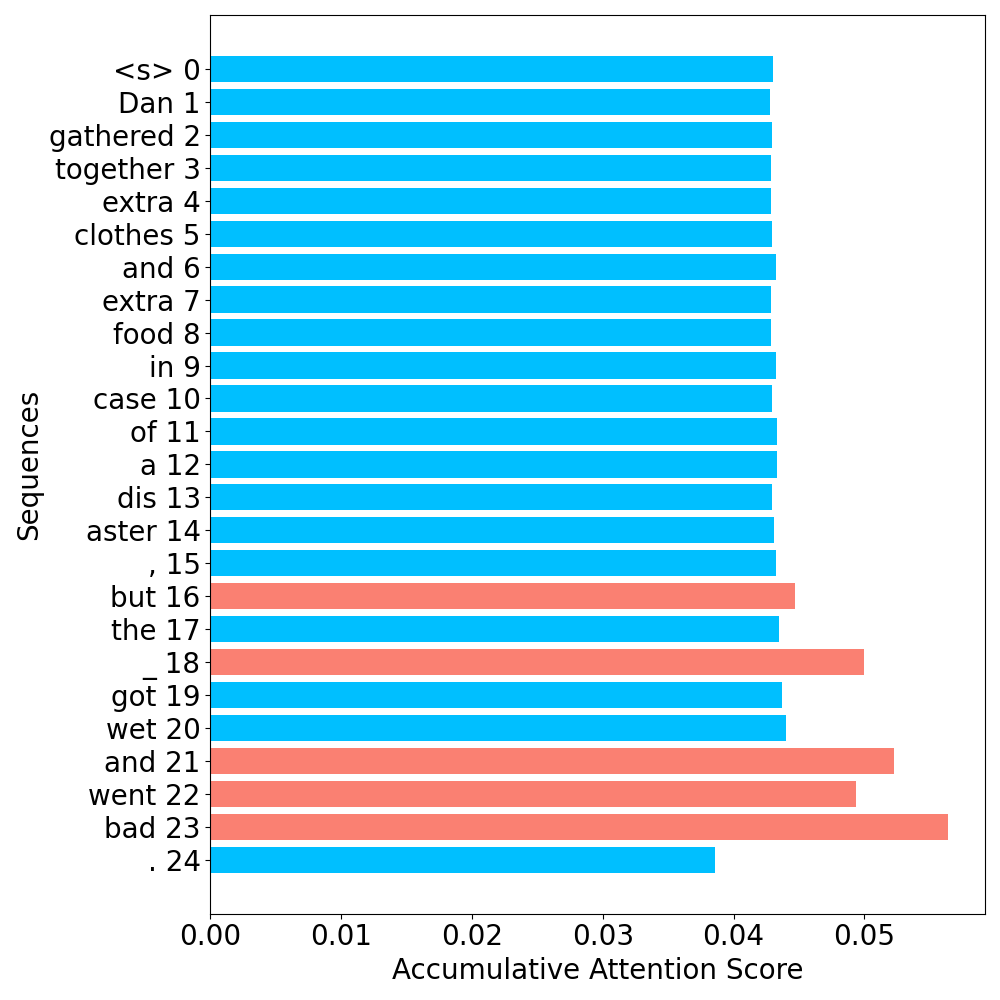 <s> 0
Dan 1
gathered 2
together 3
extra 4
clothes 5
and 6
extra 7
food 8
in 9
case 10
of 11
a 12
dis 13
aster 14
, 15
but 16
the 17
_ 18
got 19
wet 20
and 21
went 22
bad 23
. 24
Sequences
0.00 0.01 0.02 0.03 0.04 0.05
Accumulative Attention Score